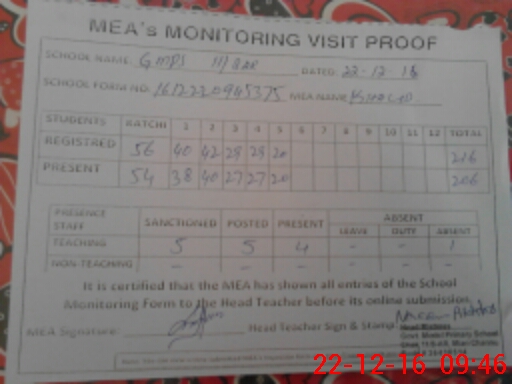 MEA's MONITORING VISIT PROOF
SCHOOL NAME: GMPS DATED: 22-12-16
SCHOOL FORM NO: MEA NAME
STUDENTS KATCHI 1 2 3 4 5 6 7 8 9 10 11 12 TOTAL
REGISTRED 56 40 42 29 29 20 216
PRESENT 54 38 40 27 27 20 206
PRESENCE STAFF SANCTIONED POSTED PRESENT ABSENT
LEAVE DUTY ABSENT
TEACHING 5 5 4 - - 1
NON-TEACHING - - - - - -
It is certified that the MEA has shown all entries of the School
Monitoring Form to the Head Teacher before its online submission.
MEA Signature: Head Teacher Sign & Stamp
Govt. Model Primary School
22-12-16 09:46